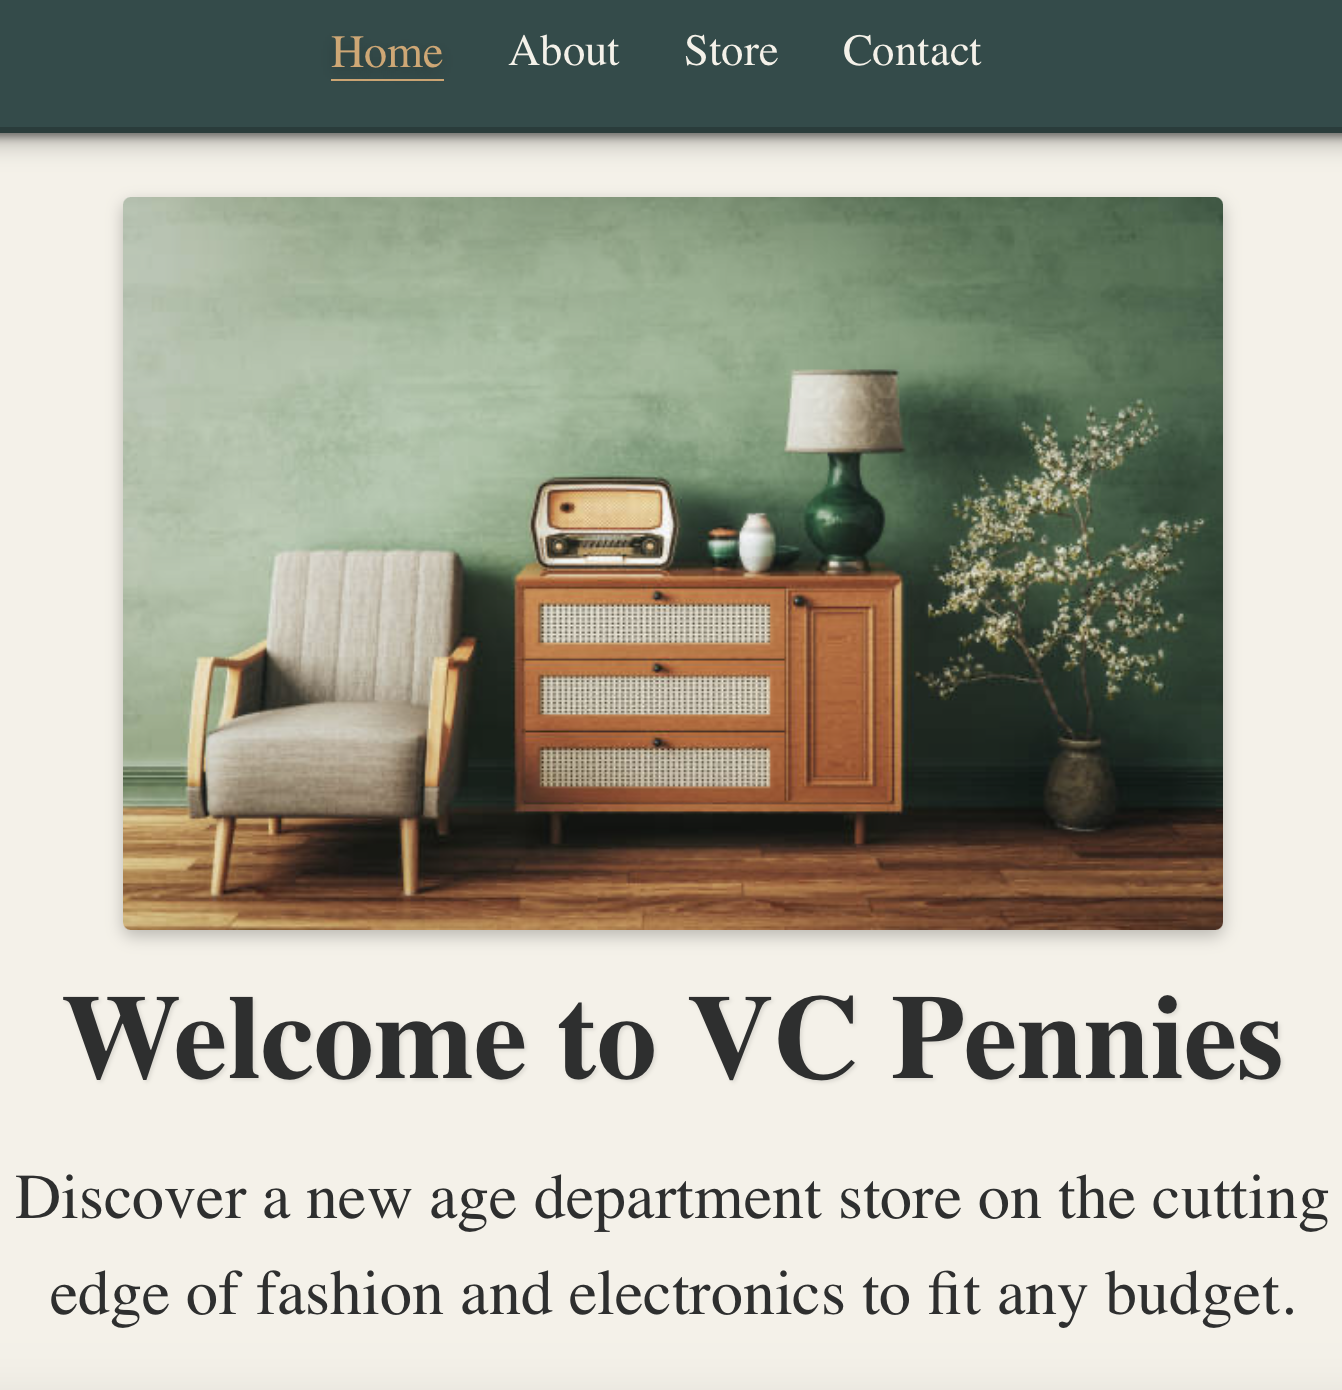 Home About Store Contact
Welcome to VC Pennies
Discover a new age department store on the cutting
edge of fashion and electronics to fit any budget.